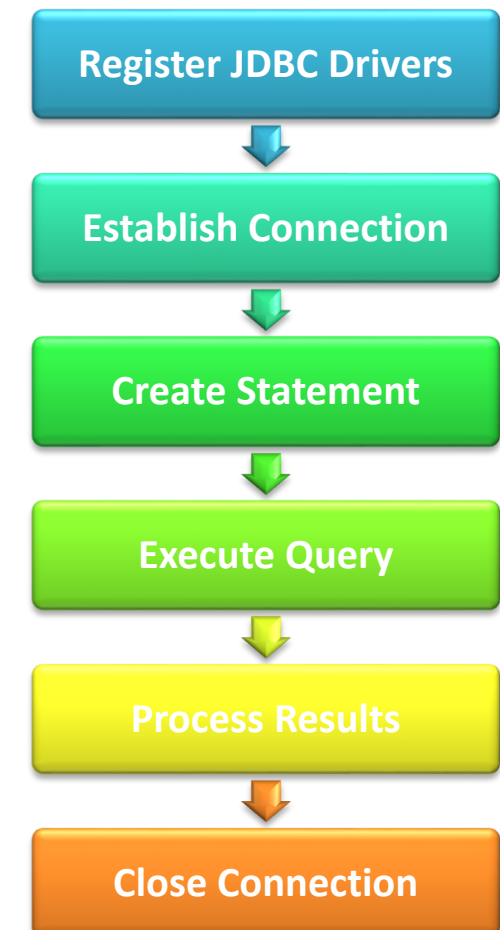 Register JDBC Drivers
Establish Connection
Create Statement
Execute Query
Process Results
Close Connection